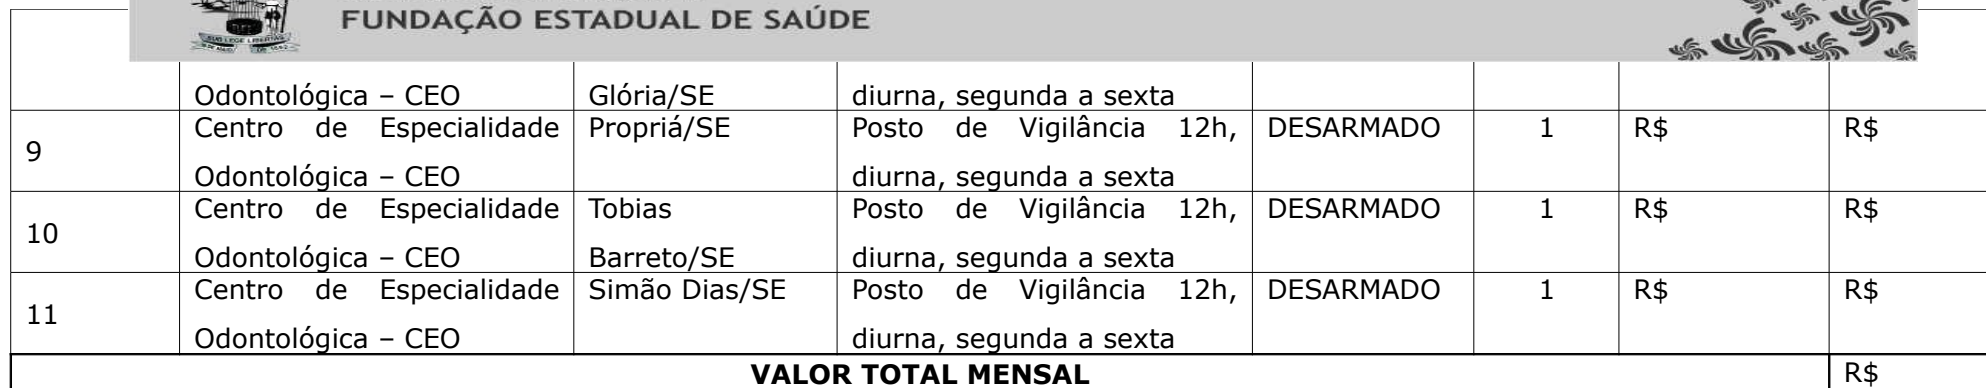 FUNDAÇÃO ESTADUAL DE SAÚDE
Odontológica – CEO Glória/SE diurna, segunda a sexta
9 Centro de Especialidade Propriá/SE Posto de Vigilância 12h, DESARMADO 1 R$ R$
Odontológica – CEO diurna, segunda a sexta
10 Centro de Especialidade Tobias Posto de Vigilância 12h, DESARMADO 1 R$ R$
Odontológica – CEO Barreto/SE diurna, segunda a sexta
11 Centro de Especialidade Simão Dias/SE Posto de Vigilância 12h, DESARMADO 1 R$ R$
Odontológica – CEO diurna, segunda a sexta
VALOR TOTAL MENSAL R$